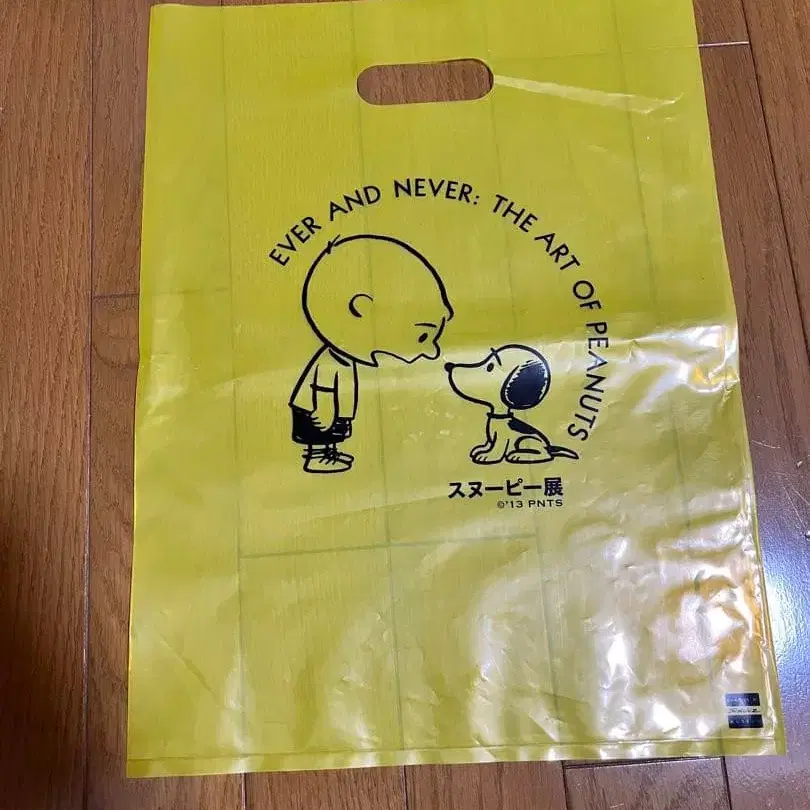 EVER AND NEVER: THE ART OF PEANUTS
スヌーピー展
©'13 PNTS